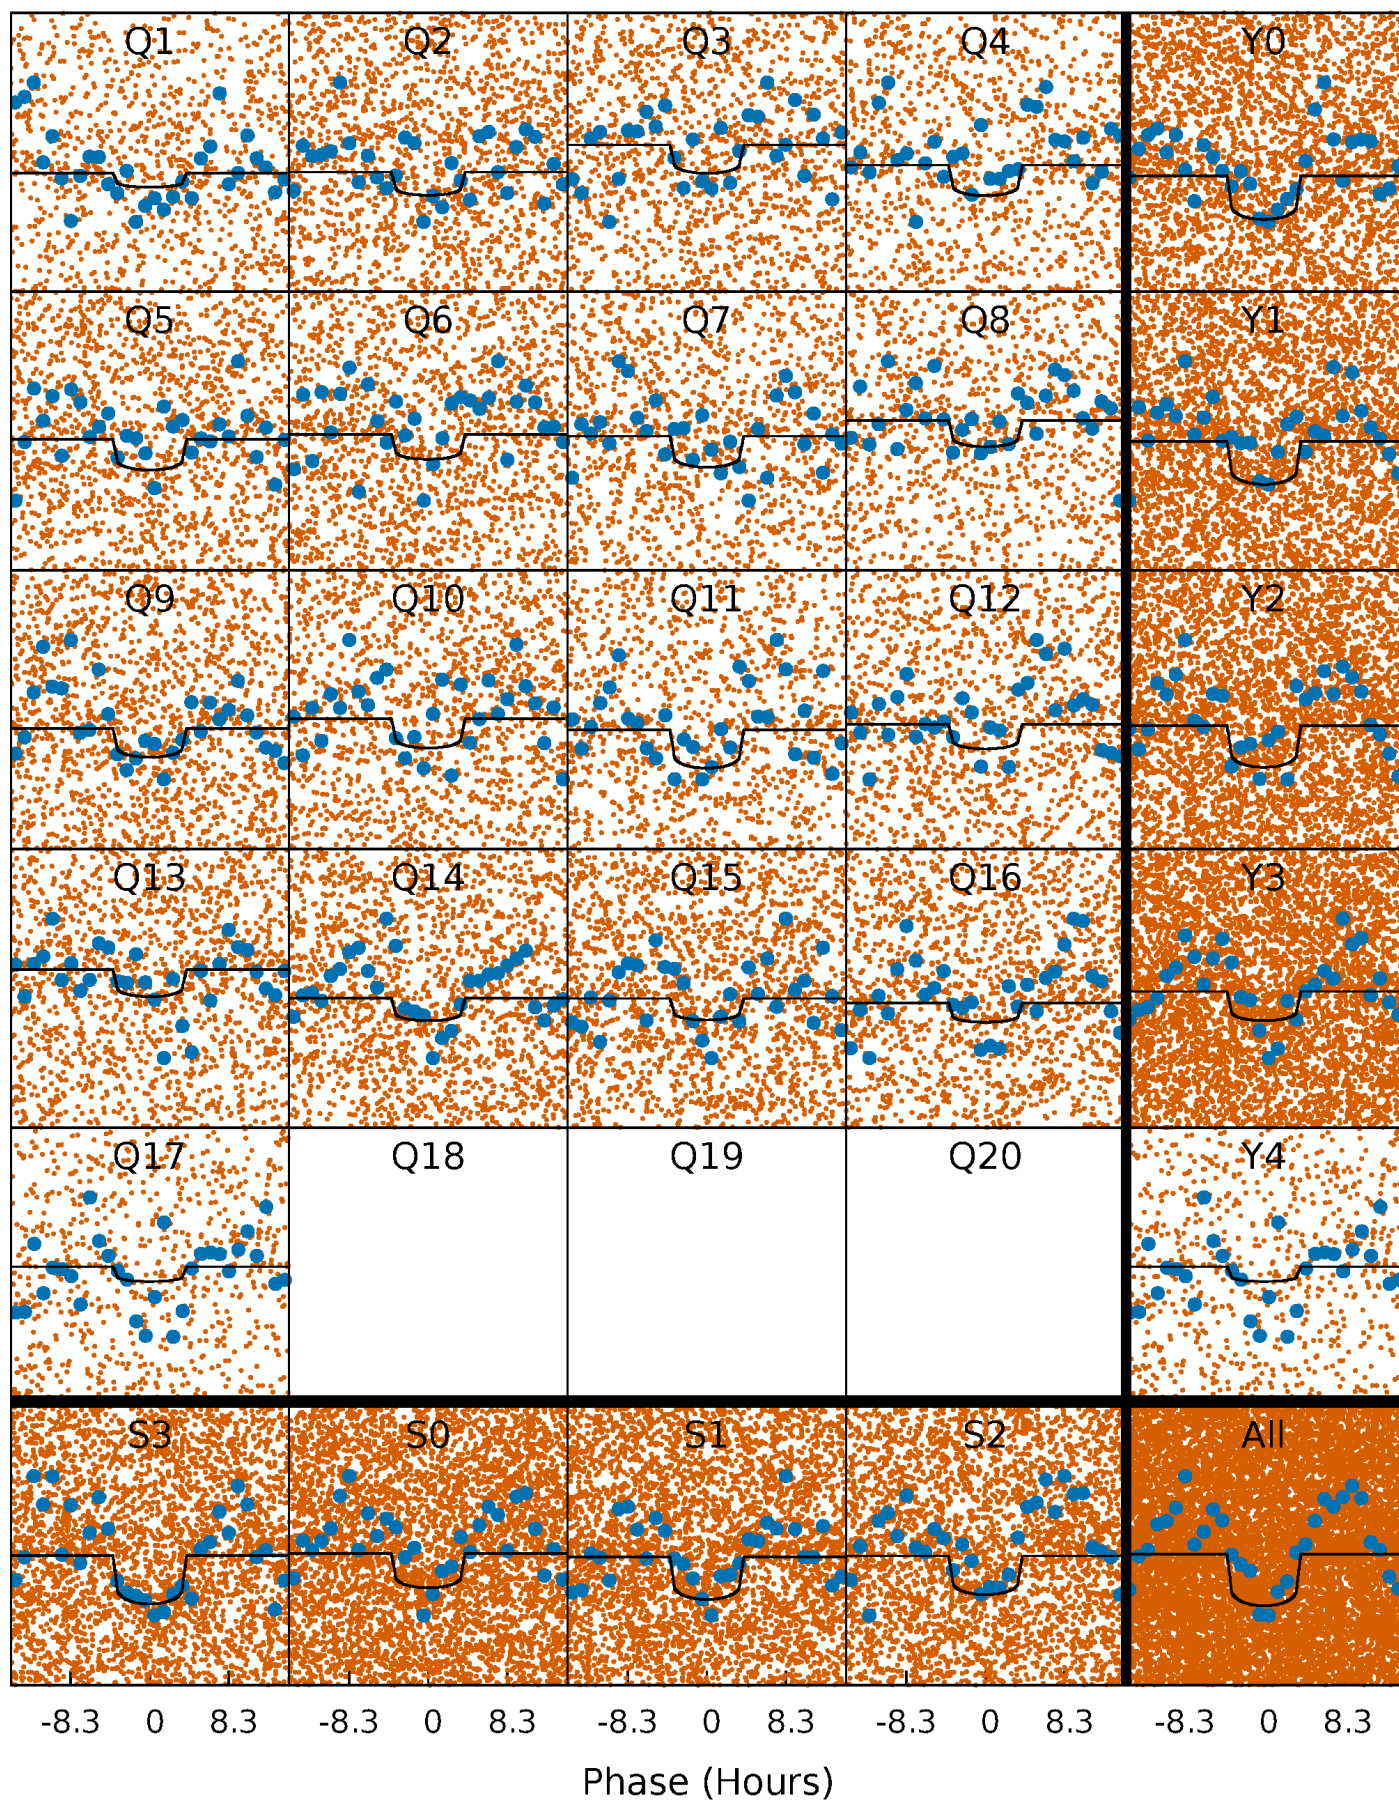 Q1 Q2 Q3 Q4 Y0
Q5 Q6 Q7 Q8 Y1
Q9 Q10 Q11 Q12 Y2
Q13 Q14 Q15 Q16 Y3
Q17 Q18 Q19 Q20 Y4
S3 S0 S1 S2 All
-8.3 0 8.3 -8.3 0 8.3 -8.3 0 8.3 -8.3 0 8.3 -8.3 0 8.3
Phase (Hours)